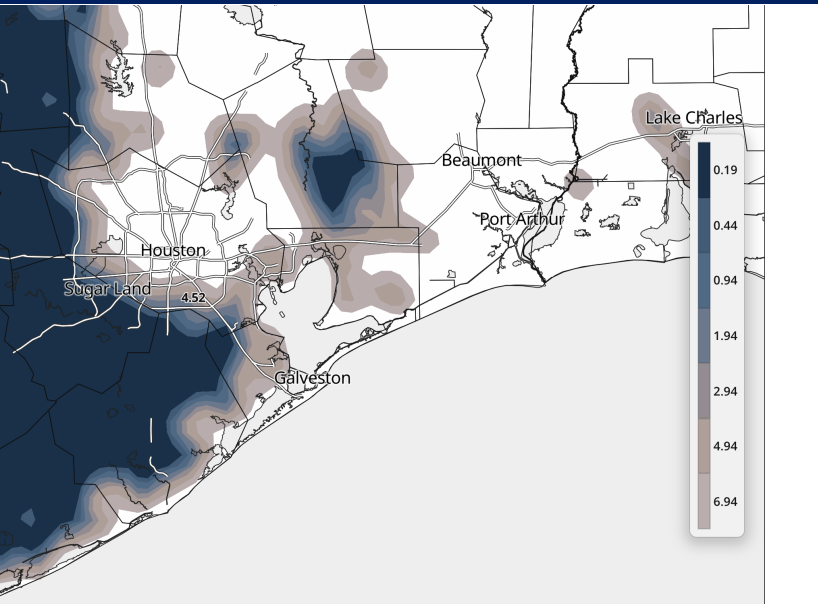 Lake Charles
Beaumont
Port Arthur
Houston
Sugar Land
4.52
Galveston
0.19
0.44
0.94
1.94
2.94
4.94
6.94